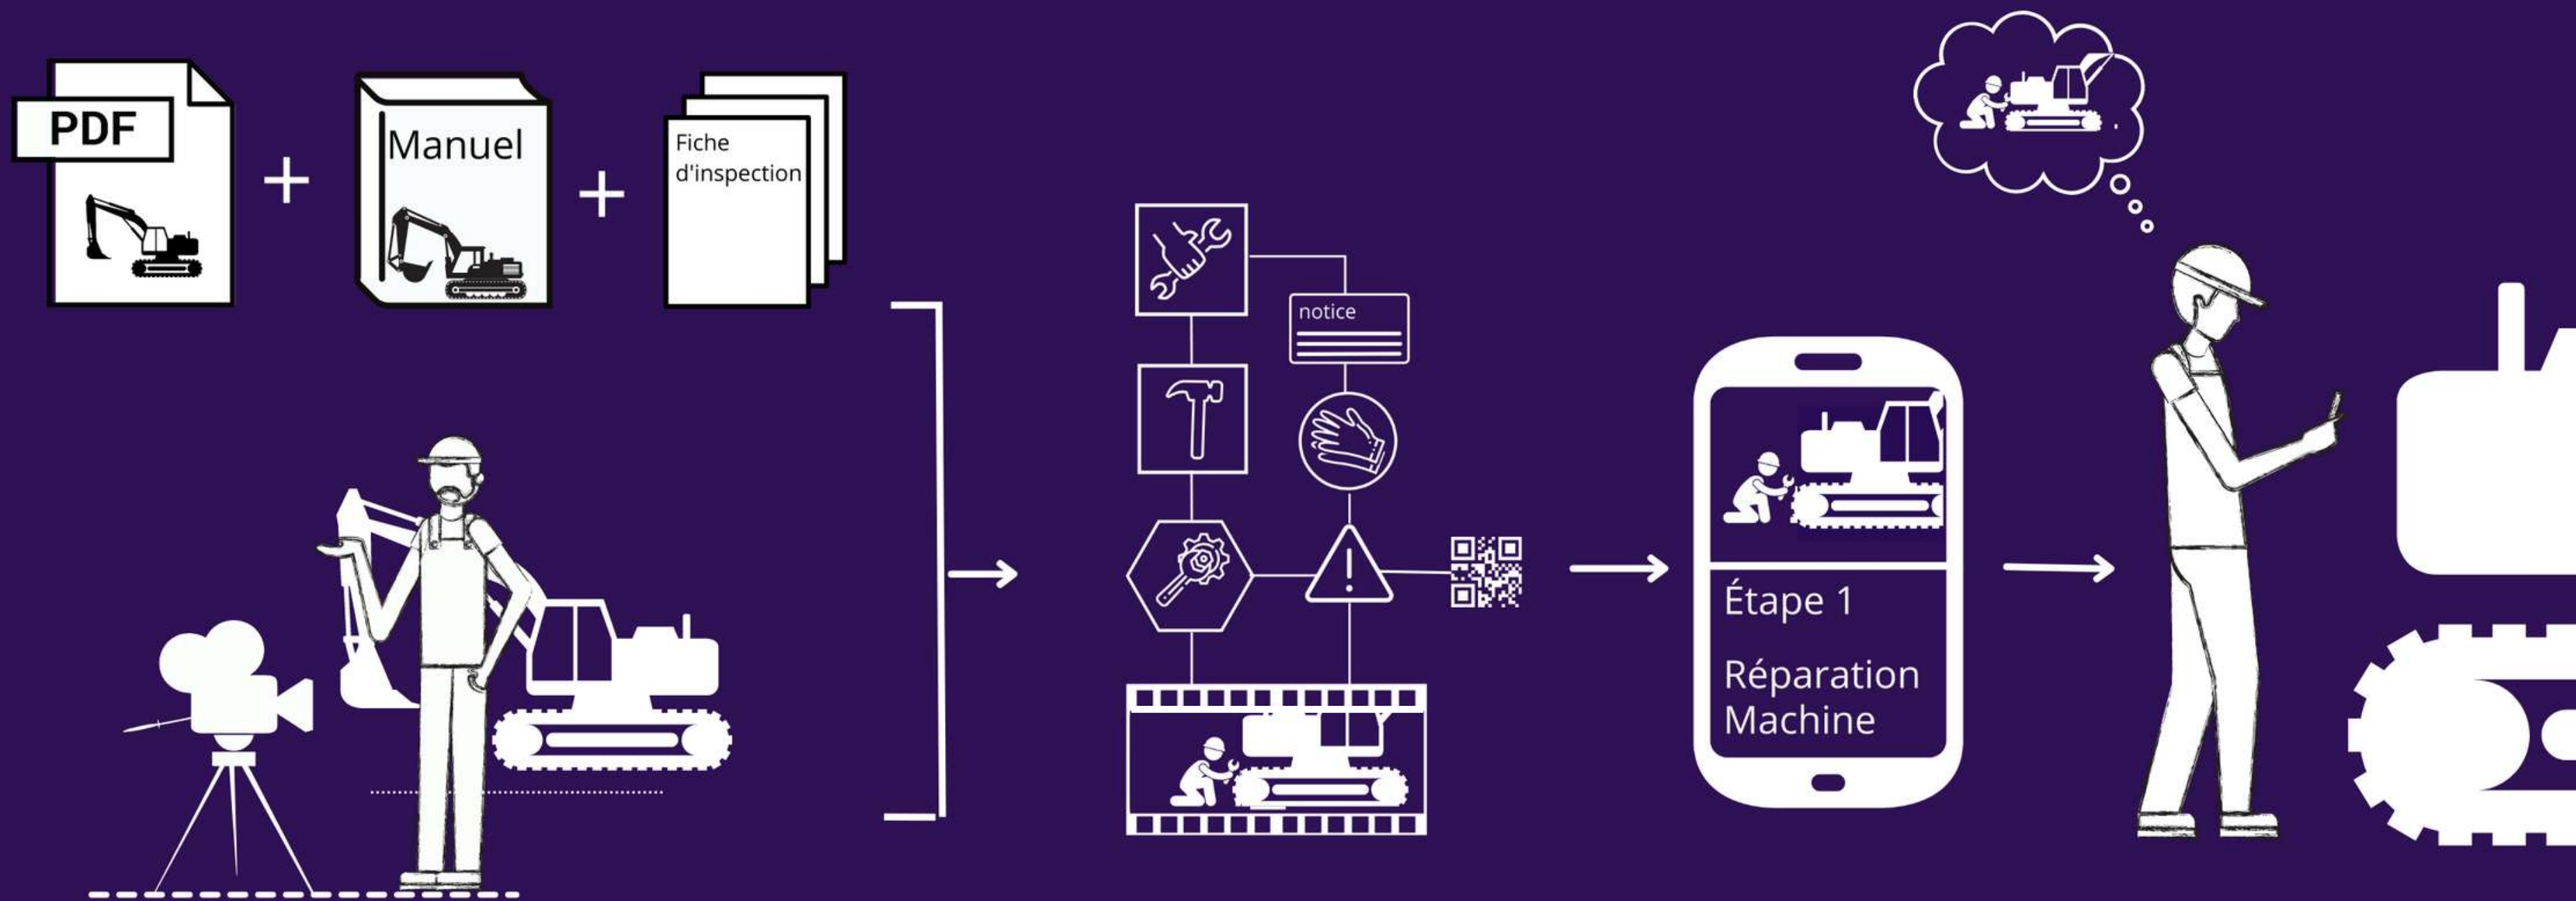 PDF
Manuel
Fiche
d'inspection
notice
Étape 1
Réparation
Machine